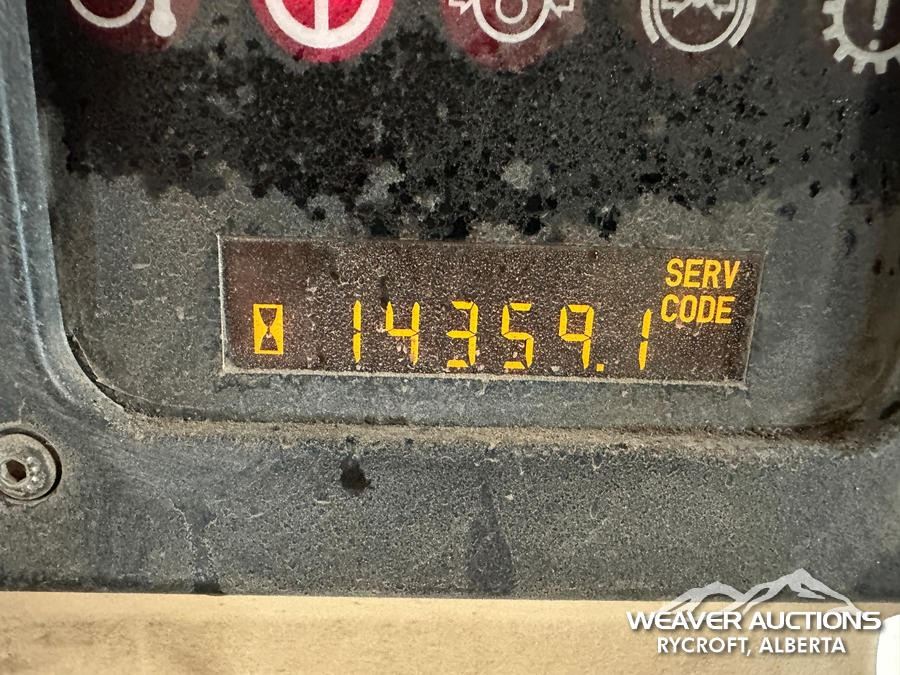 SERV
14359.1 CODE
WEAVER AUCTIONS
RYCROFT, ALBERTA